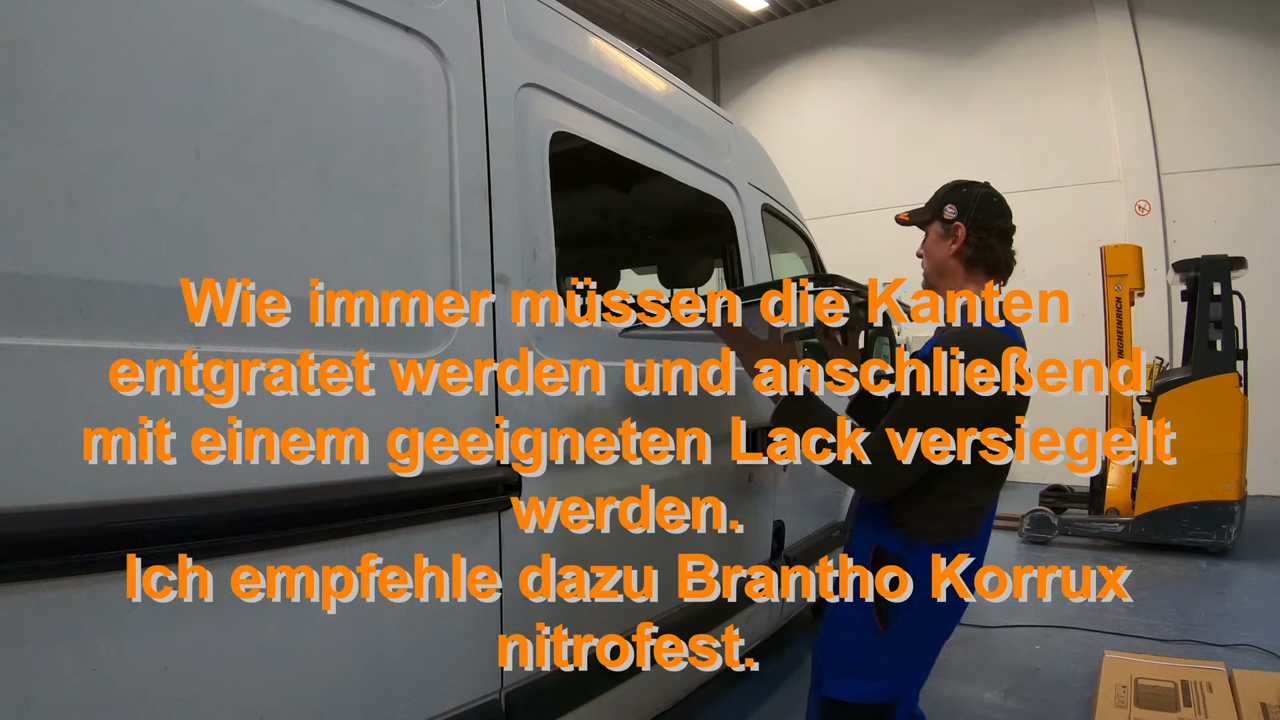 Wie immer müssen die Kanten
entgratet werden und anschließend
mit einem geeigneten Lack versiegelt
werden.
Ich empfehle dazu Brantho Korrux
nitrofest.
JUNGHEINRICH